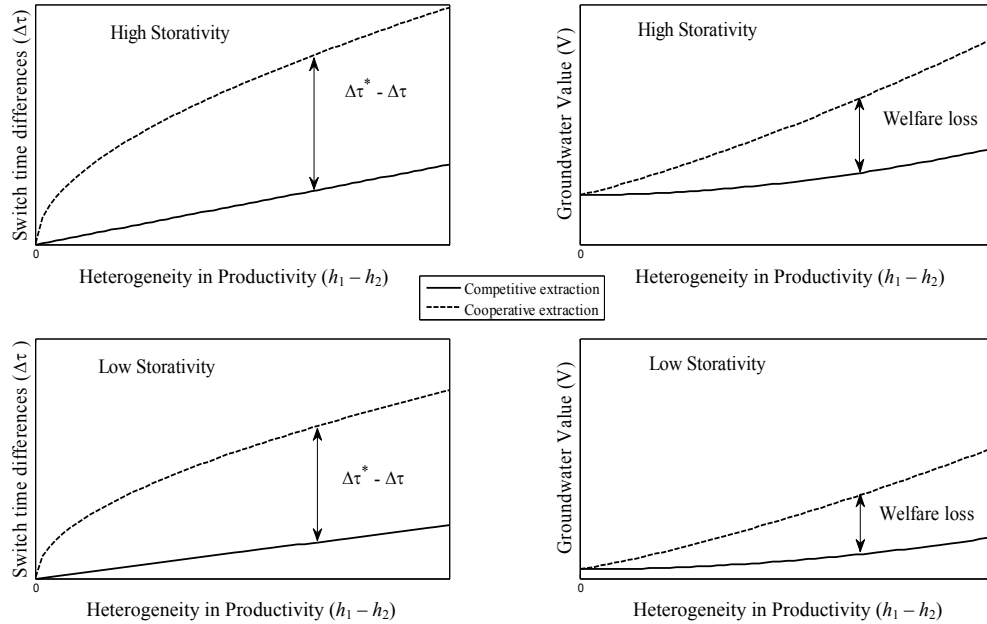 Switch time differences (Δτ)
High Storativity
Δτ* - Δτ
0
Heterogeneity in Productivity (h₁ – h₂)
Groundwater Value (V)
High Storativity
Welfare loss
0
Heterogeneity in Productivity (h₁ – h₂)
Competitive extraction
Cooperative extraction
Switch time differences (Δτ)
Low Storativity
Δτ* - Δτ
0
Heterogeneity in Productivity (h₁ – h₂)
Groundwater Value (V)
Low Storativity
Welfare loss
0
Heterogeneity in Productivity (h₁ – h₂)